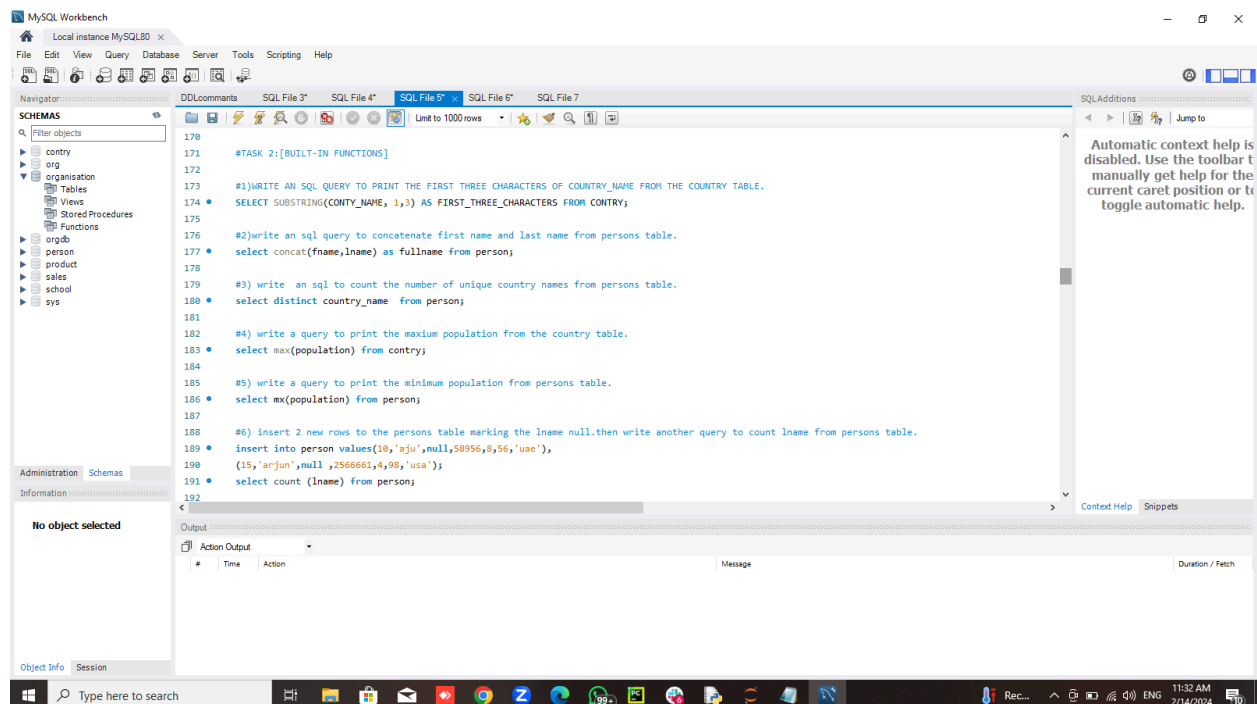 MySQL Workbench
Local instance MySQL80
File Edit View Query Database Server Tools Scripting Help
Navigator
SCHEMAS
Filter objects
contry
org
organisation
Tables
Views
Stored Procedures
Functions
orgdb
person
product
sales
school
sys
Administration Schemas
Information
No object selected
Object Info Session
DDLcommants SQL File 3* SQL File 4* SQL File 5* SQL File 6* SQL File 7
Limit to 1000 rows
170
171 #TASK 2:[BUILT-IN FUNCTIONS]
172
173 #1)WRITE AN SQL QUERY TO PRINT THE FIRST THREE CHARACTERS OF COUNTRY_NAME FROM THE COUNTRY TABLE.
174 SELECT SUBSTRING(CONTY_NAME, 1,3) AS FIRST_THREE_CHARACTERS FROM CONTRY;
175
176 #2)write an sql query to concatenate first name and last name from persons table.
177 select concat(fname,lname) as fullname from person;
178
179 #3) write an sql to count the number of unique country names from persons table.
180 select distinct country_name from person;
181
182 #4) write a query to print the maxium population from the country table.
183 select max(population) from contry;
184
185 #5) write a query to print the minimum population from persons table.
186 select mx(population) from person;
187
188 #6) insert 2 new rows to the persons table marking the lname null.then write another query to count lname from persons table.
189 insert into person values(10,'aju',null,58956,8,56,'uae'),
190 (15,'arjun',null ,2566661,4,98,'usa');
191 select count (lname) from person;
192
SQLAdditions
Jump to
Automatic context help is
disabled. Use the toolbar t
manually get help for the
current caret position or to
toggle automatic help.
Context Help Snippets
Output
Action Output
# Time Action Message Duration / Fetch
Type here to search
99+
Rec...
ENG
11:32 AM
2/14/2024